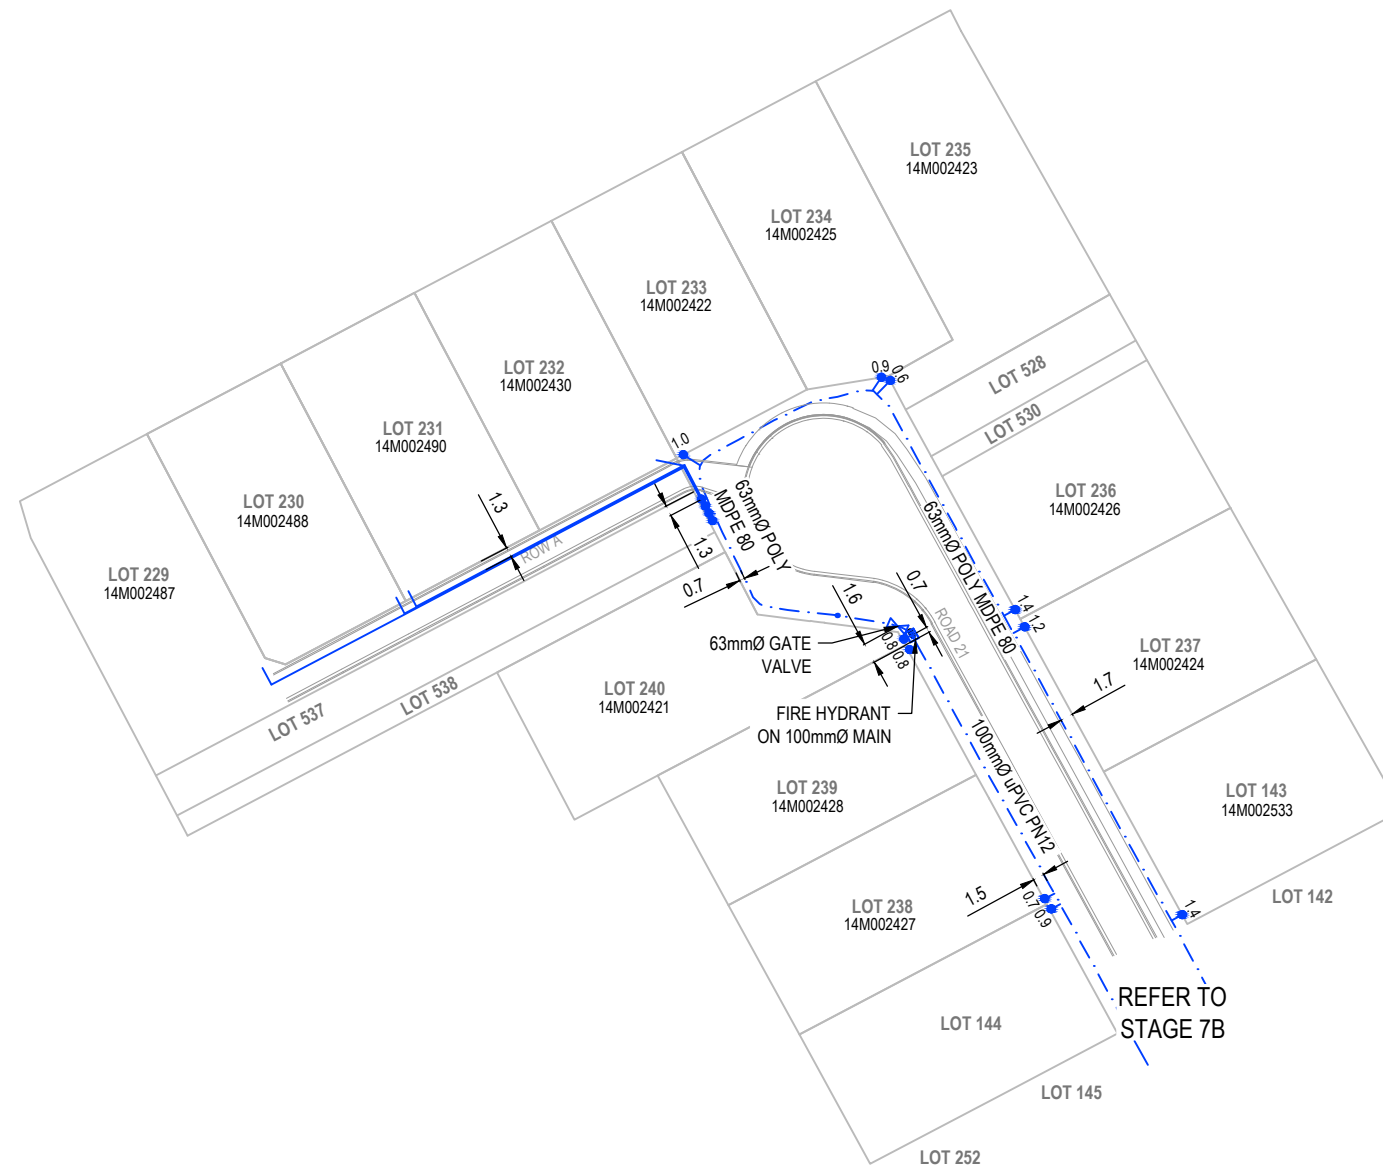 LOT 235
14M002423
LOT 234
14M002425
LOT 233
14M002422
LOT 232
14M002430
LOT 231
14M002490
LOT 230
14M002488
LOT 229
14M002487
LOT 528
LOT 530
0.9
0.6
1.0
1.3
ROW A
63mmØ POLY
MDPE 80
1.3
0.7
LOT 236
14M002426
63mmØ POLY MDPE 80
1.4
1.2
0.7
1.6
ROAD 21
63mmØ GATE
VALVE
0.8
0.8
LOT 237
14M002424
1.7
LOT 240
14M002421
LOT 538
LOT 537
FIRE HYDRANT
ON 100mmØ MAIN
100mmØ uPVC PN12
LOT 239
14M002428
LOT 143
14M002533
LOT 238
14M002427
1.5
0.7
0.9
1.4
LOT 142
REFER TO
STAGE 7B
LOT 144
LOT 145
LOT 252